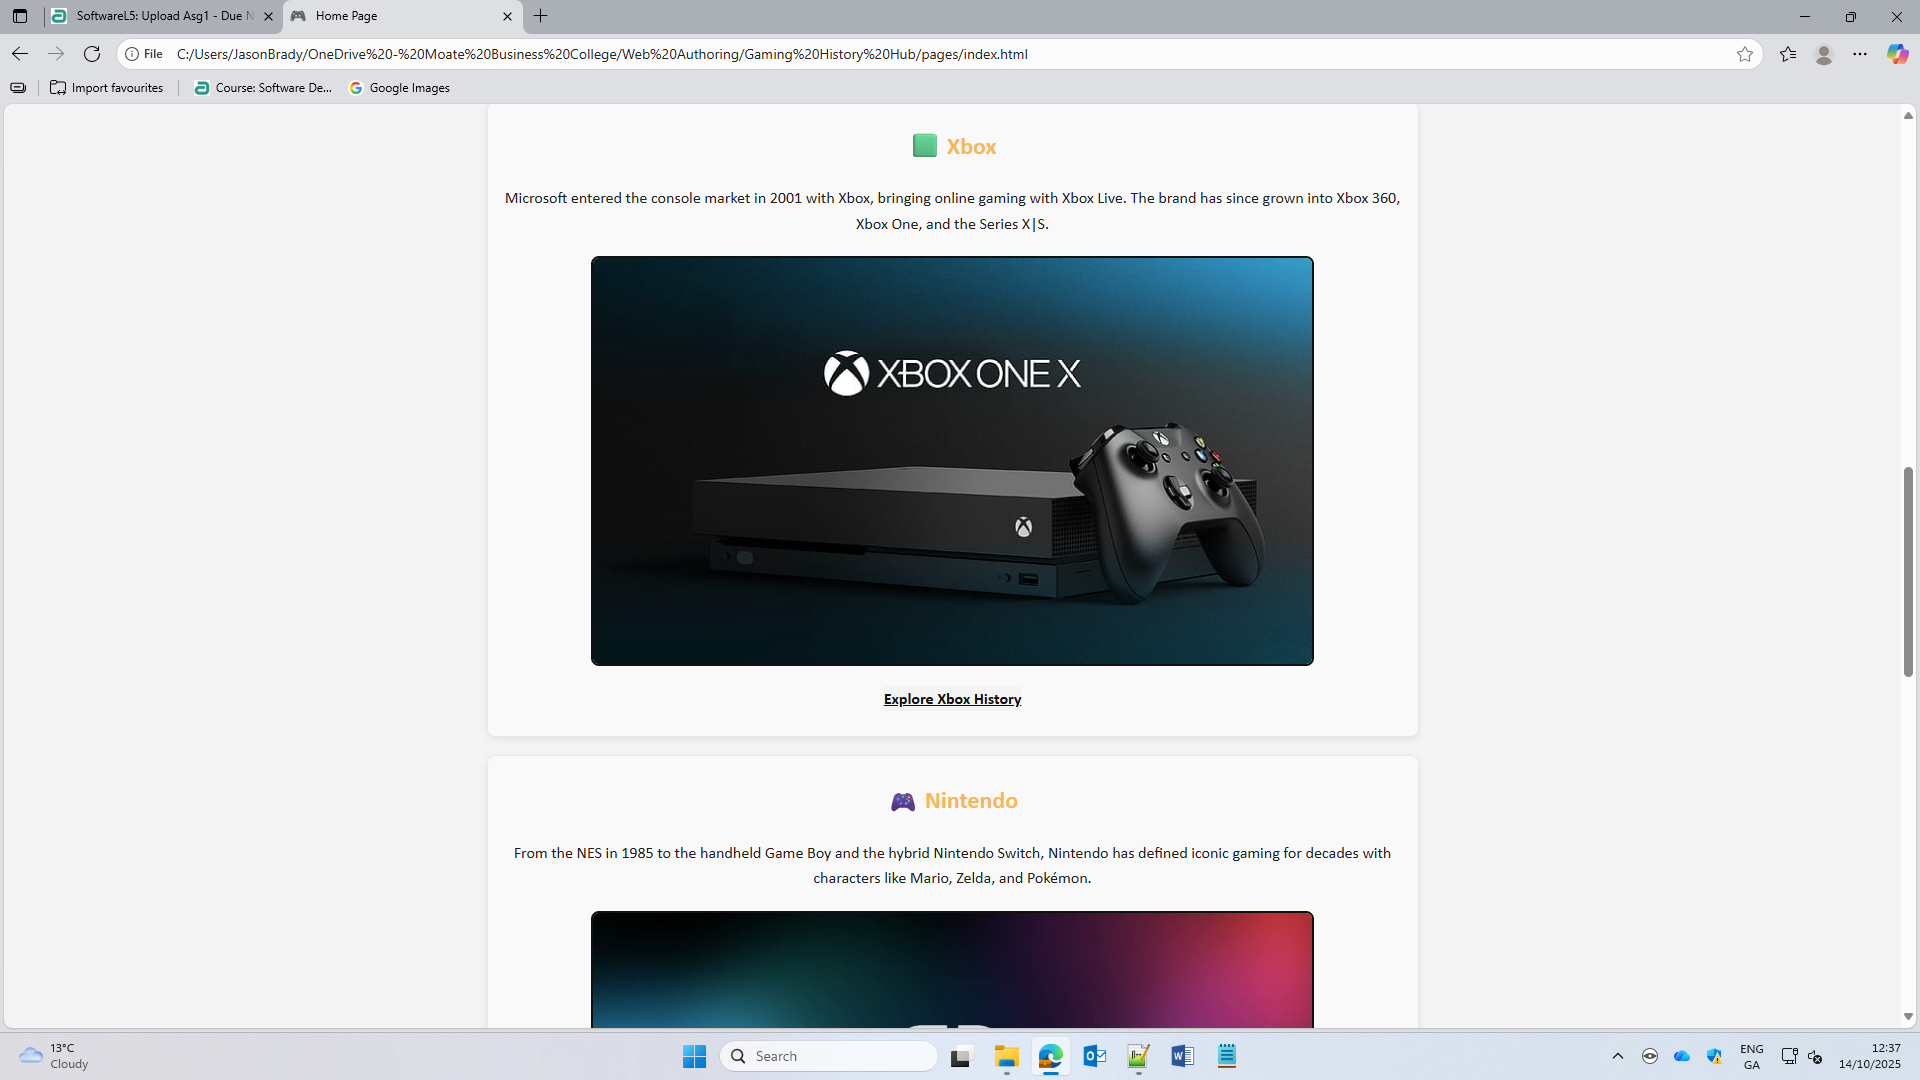 SoftwareL5: Upload Asg1 - Due N
Home Page
File
C:/Users/JasonBrady/OneDrive%20-%20Moate%20Business%20College/Web%20Authoring/Gaming%20History%20Hub/pages/index.html
Import favourites
Course: Software De...
Google Images
Xbox
Microsoft entered the console market in 2001 with Xbox, bringing online gaming with Xbox Live. The brand has since grown into Xbox 360,
Xbox One, and the Series X|S.
XBOX ONE X
Explore Xbox History
Nintendo
From the NES in 1985 to the handheld Game Boy and the hybrid Nintendo Switch, Nintendo has defined iconic gaming for decades with
characters like Mario, Zelda, and Pokémon.
13°C
Cloudy
Search
ENG
GA
12:37
14/10/2025